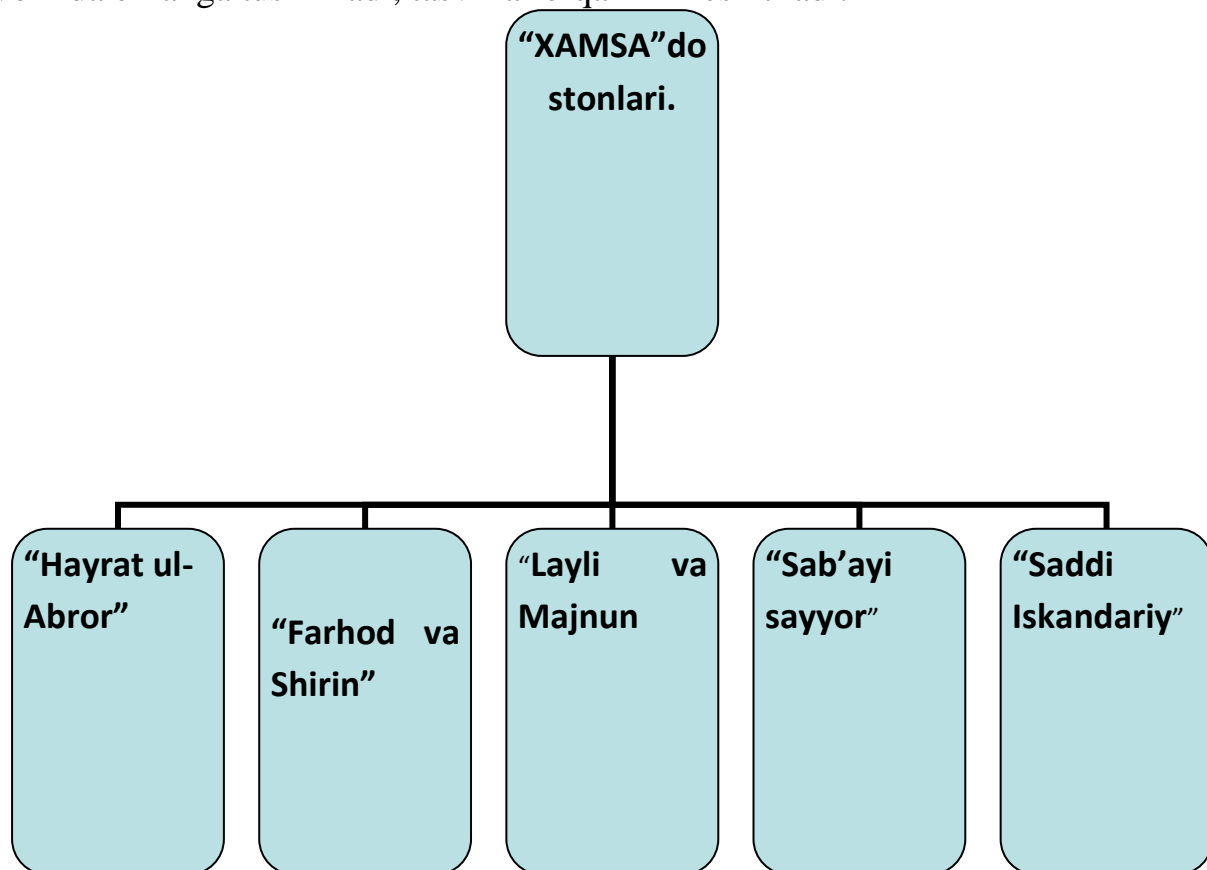 “XAMSA”do
stonlari.
“Hayrat ul-
Abror”
“Farhod va
Shirin”
“Layli va
Majnun
“Sab’ayi
sayyor”
“Saddi
Iskandariy”